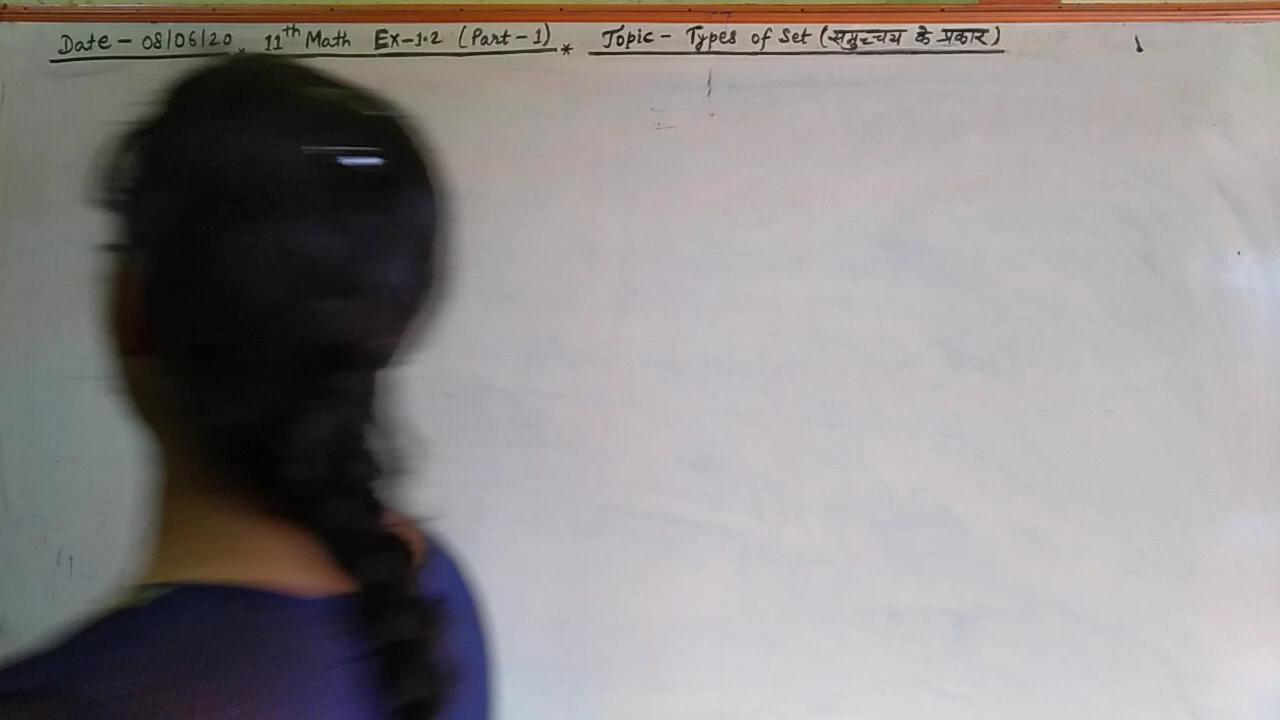 Date - 08/06/20 11th Math Ex-1.2 (Part-1) * Topic - Types of Set (समुच्चय के प्रकार)